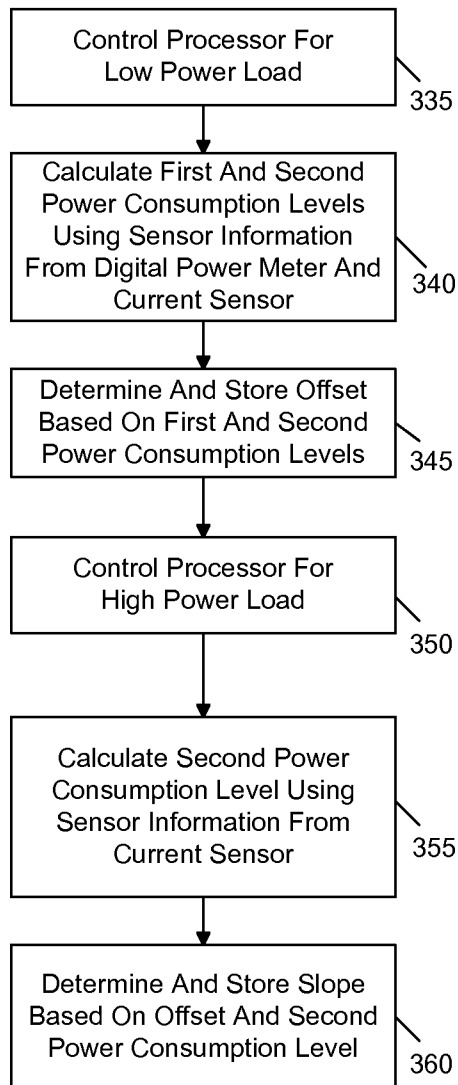 Control Processor For
Low Power Load
335
Calculate First And Second
Power Consumption Levels
Using Sensor Information
From Digital Power Meter And
Current Sensor
340
Determine And Store Offset
Based On First And Second
Power Consumption Levels
345
Control Processor For
High Power Load
350
Calculate Second Power
Consumption Level Using
Sensor Information From
Current Sensor
355
Determine And Store Slope
Based On Offset And Second
Power Consumption Level
360